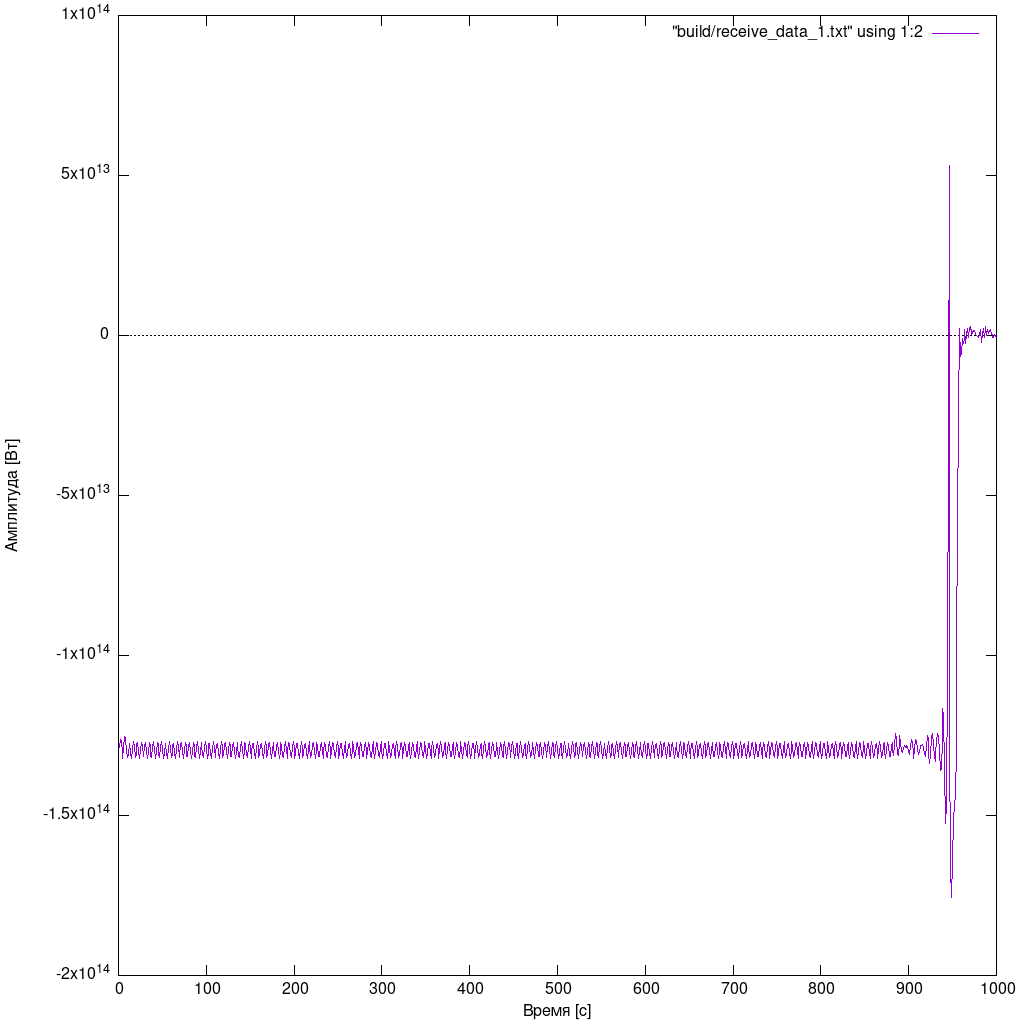 1x10^14
"build/receive_data_1.txt" using 1:2
5x10^13
0
-5x10^13
-1x10^14
-1.5x10^14
-2x10^14
0 100 200 300 400 500 600 700 800 900 1000
Время [с]
Амплитуда [Вт]